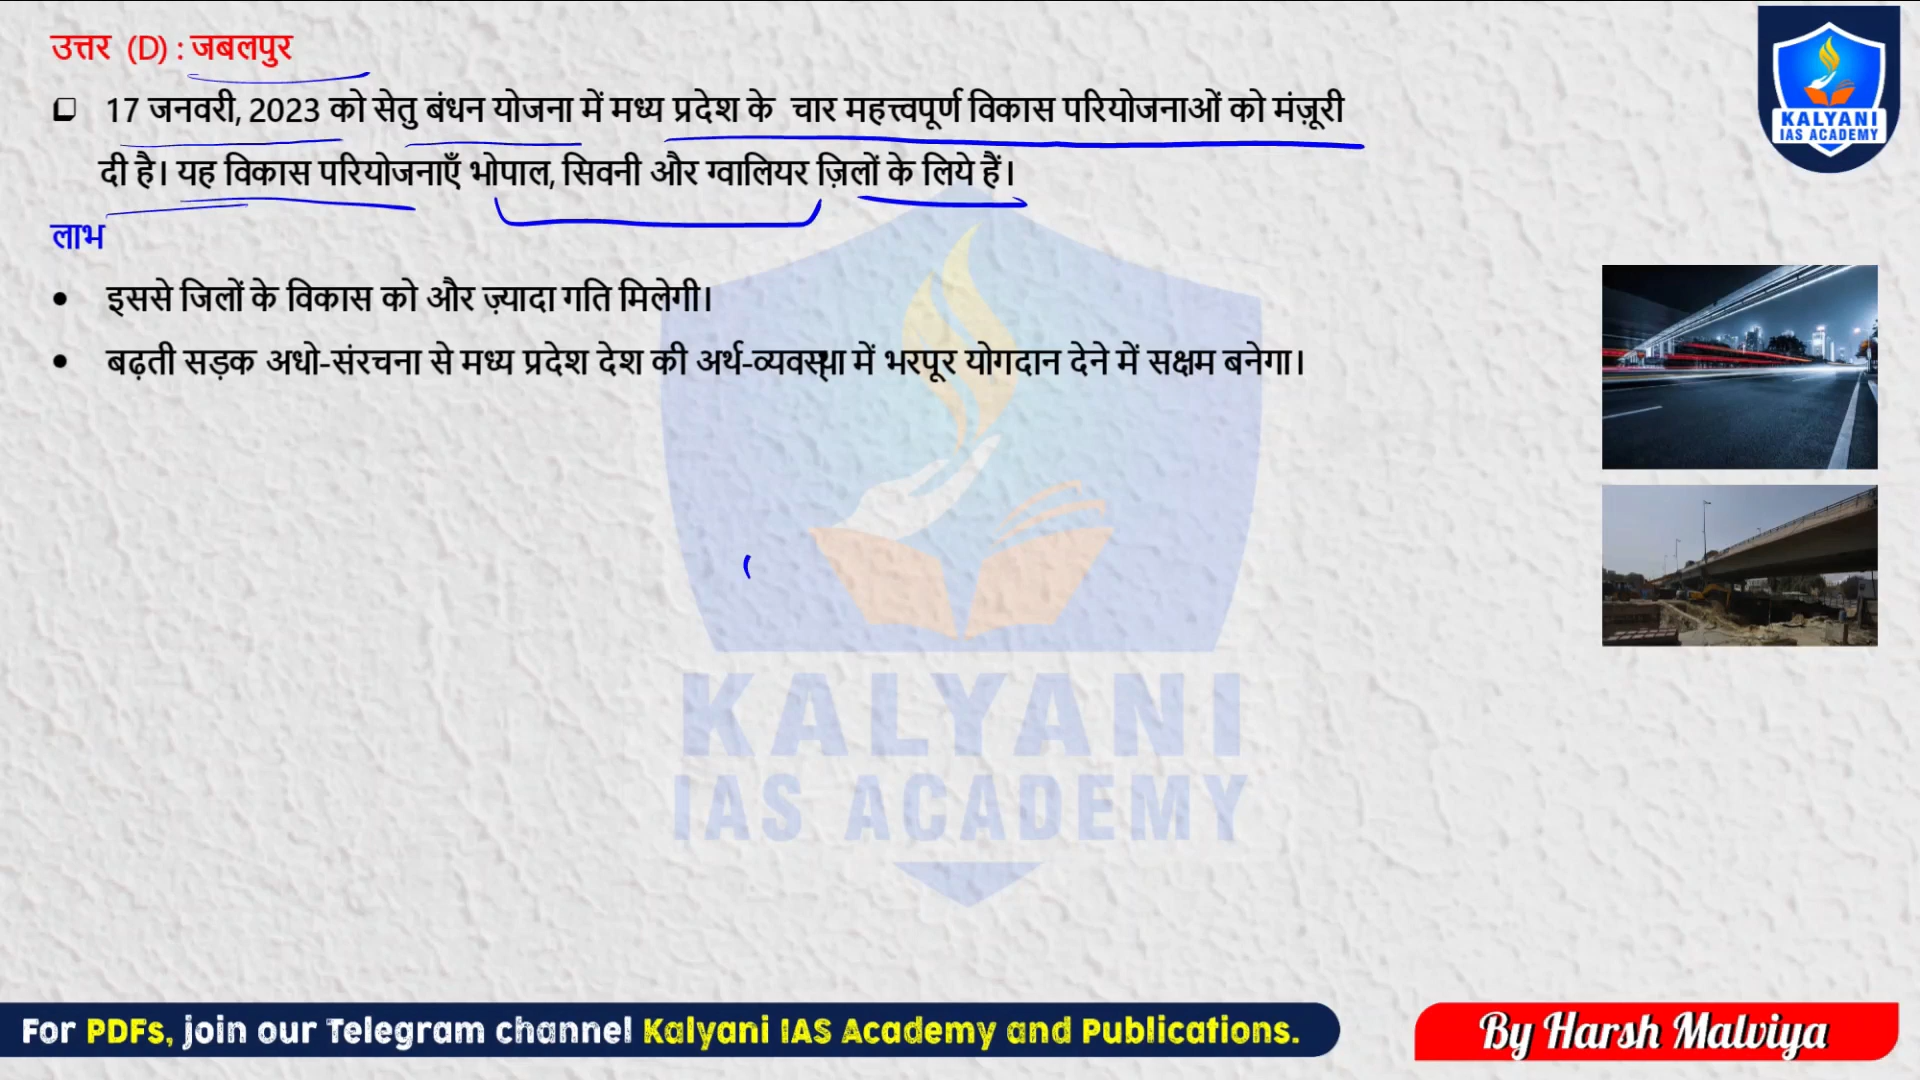 उत्तर (D) : जबलपुर
17 जनवरी, 2023 को सेतु बंधन योजना में मध्य प्रदेश के चार महत्त्वपूर्ण विकास परियोजनाओं को मंज़ूरी
दी है। यह विकास परियोजनाएँ भोपाल, सिवनी और ग्वालियर ज़िलों के लिये हैं।
लाभ
• इससे जिलों के विकास को और ज़्यादा गति मिलेगी।
• बढ़ती सड़क अधो-संरचना से मध्य प्रदेश देश की अर्थ-व्यवस्था में भरपूर योगदान देने में सक्षम बनेगा।
KALYANI
IAS ACADEMY
KALYANI
IAS ACADEMY
For PDFs, join our Telegram channel Kalyani IAS Academy and Publications.
By Harsh Malviya